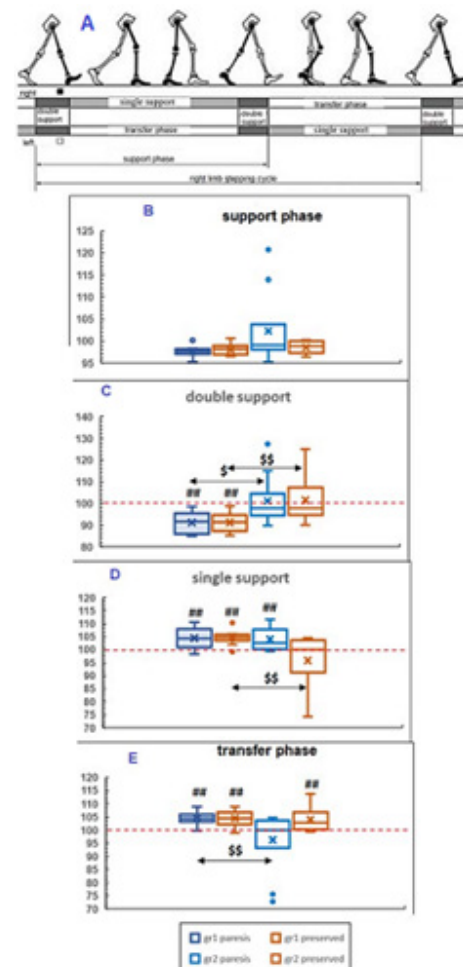 A
right
single support
transfer phase
double support
double support
double support
transfer phase
single support
left
support phase
right limb stepping cycle
B
support phase
125
120
115
110
105
100
95
C
double support
140
130
120
110
100
90
80
$
$$
##
##
D
single support
120
115
110
105
100
95
90
85
80
75
70
##
##
##
$$
E
transfer phase
120
115
110
105
100
95
90
85
80
75
70
##
##
##
$$
gr1 paresis
gr1 preserved
gr2 paresis
gr2 preserved